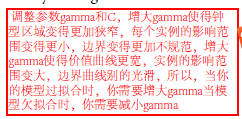 调整参数gamma和C，增大gamma使得钟
型区域变得更加狭窄，每个实例的影响范
围变得更小，边界变得更加不规范，增大
gamma使得价值曲线更宽，实例的影响范
围变大，边界曲线别的光滑，所以，当你
的模型过拟合时，你需要增大gamma当模
型欠拟合时，你需要减小gamma